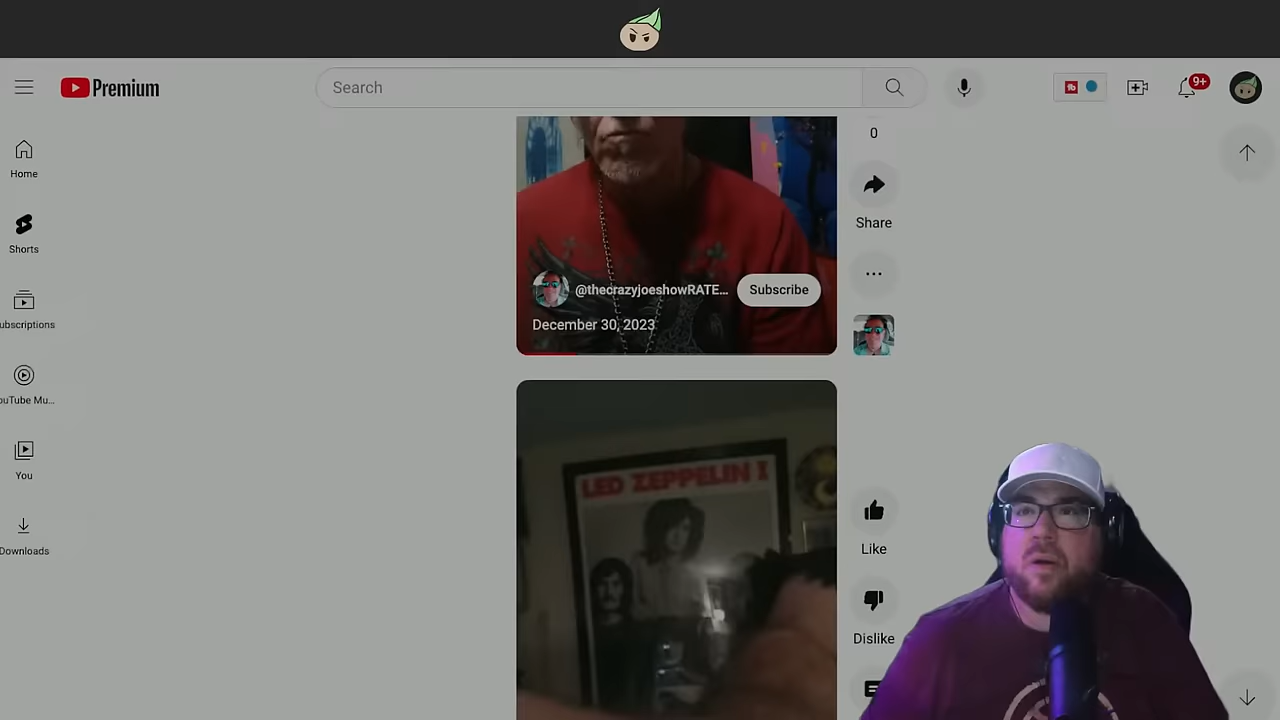 Premium
Search
9+
Home
Shorts
ubscriptions
ouTube Mu...
You
Downloads
0
Share
@thecrazyjoeshowRATE...
Subscribe
December 30, 2023
LED ZEPPELIN I
Like
Dislike